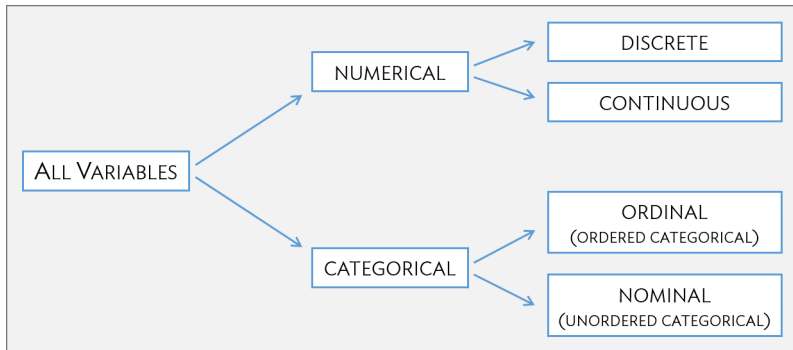 ALL VARIABLES
NUMERICAL
DISCRETE
CONTINUOUS
CATEGORICAL
ORDINAL
(ORDERED CATEGORICAL)
NOMINAL
(UNORDERED CATEGORICAL)